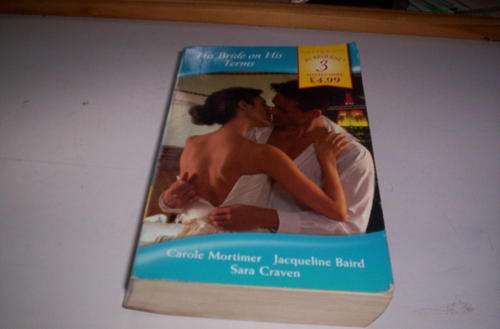 His Bride on His
Terms
3
£4.99
Carole Mortimer Jacqueline Baird
Sara Craven